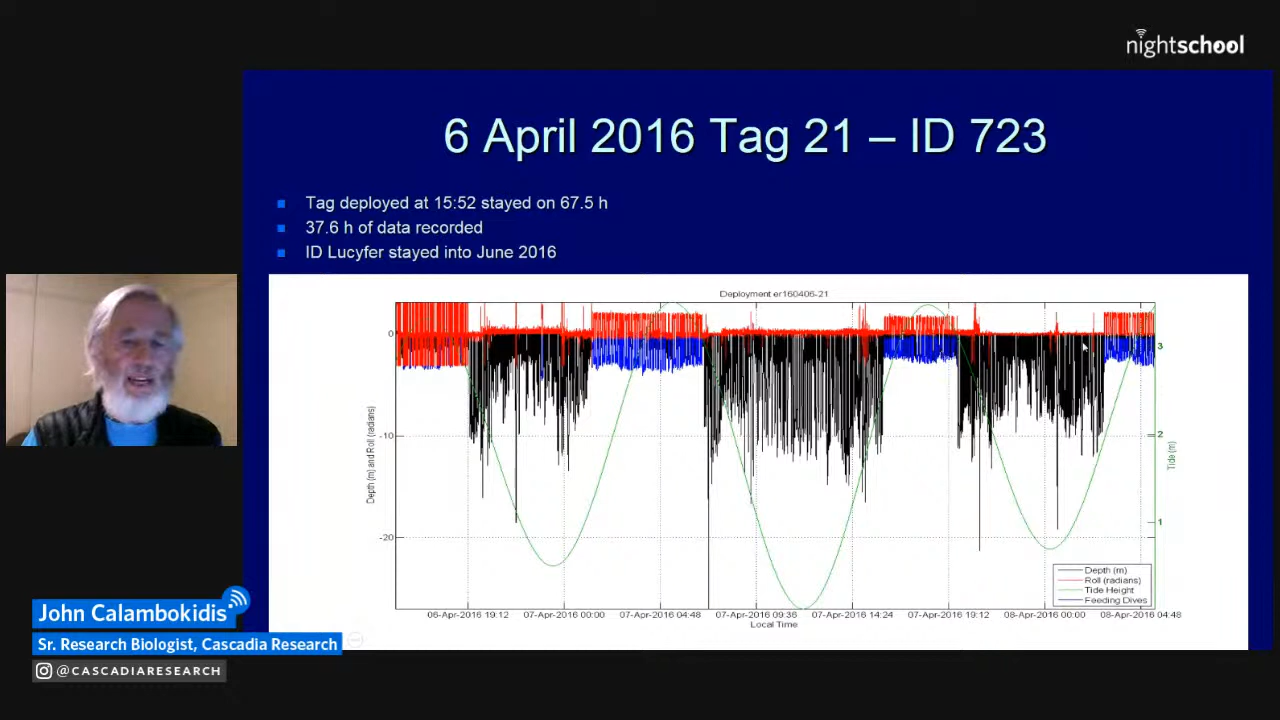 nightschool
6 April 2016 Tag 21 – ID 723
Tag deployed at 15:52 stayed on 67.5 h
37.6 h of data recorded
ID Lucyfer stayed into June 2016
Deployment er160406-21
0
-10
-20
Depth (m) and Roll (radians)
3
2
1
Tide (m)
Depth (m)
Roll (radians)
Tide Height
Feeding Dives
06-Apr-2016 19:12 07-Apr-2016 00:00 07-Apr-2016 04:48 07-Apr-2016 09:36 07-Apr-2016 14:24 07-Apr-2016 19:12 08-Apr-2016 00:00 08-Apr-2016 04:48
Local Time
John Calambokidis
Sr. Research Biologist, Cascadia Research
@CASCADIARESEARCH